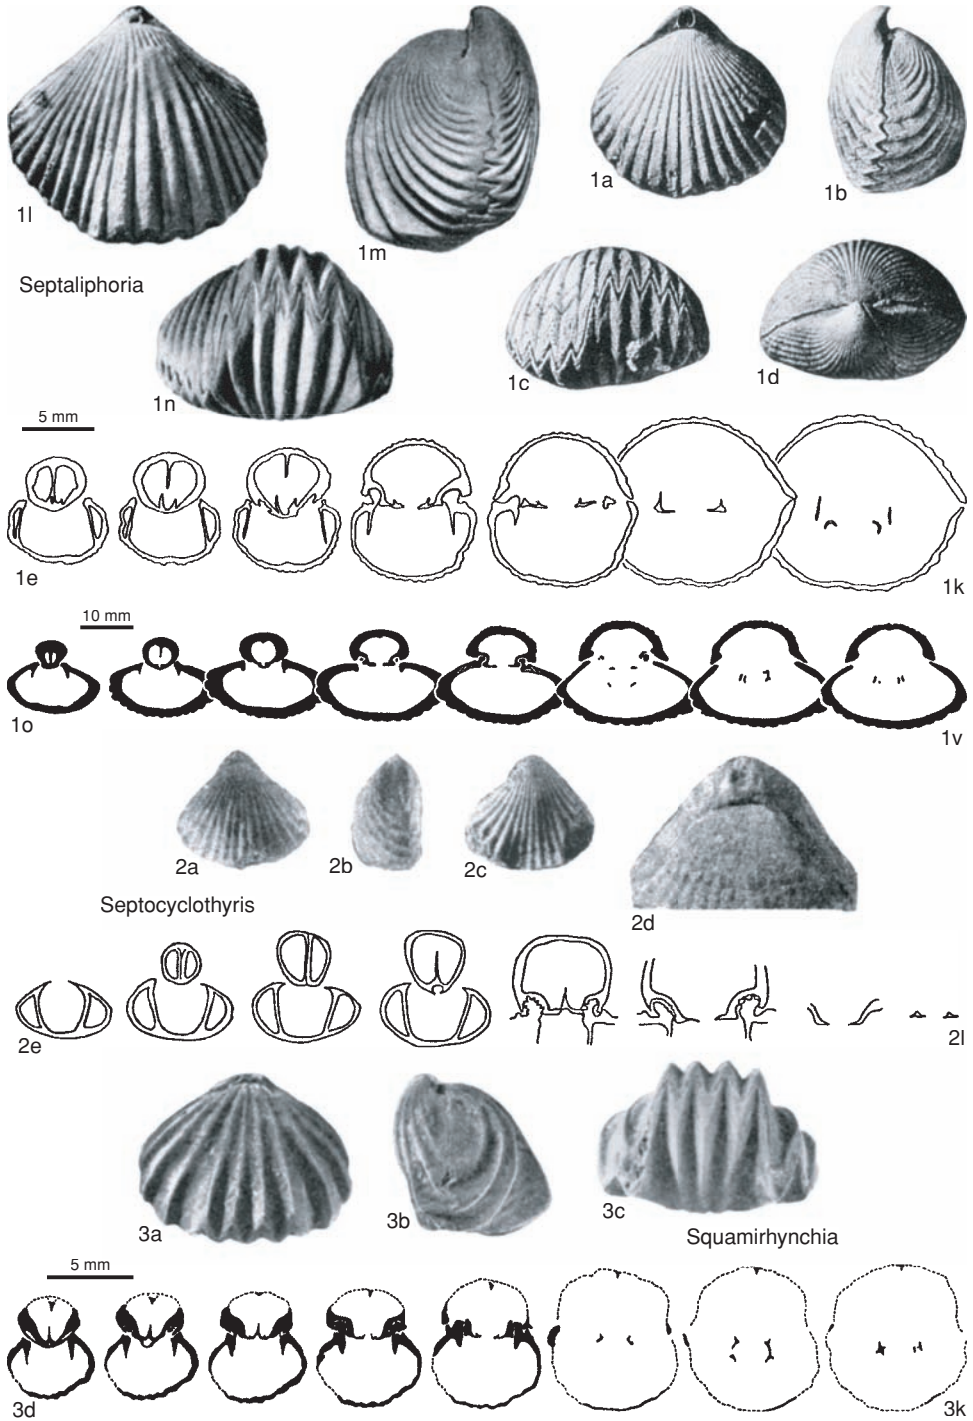 1l
1m
1a
1b
Septaliphoria
1n
1c
1d
5 mm
1e
1k
10 mm
1o
1v
2a
2b
2c
2d
Septocyclothyris
2e
2l
3a
3b
3c
Squamirhynchia
5 mm
3d
3k